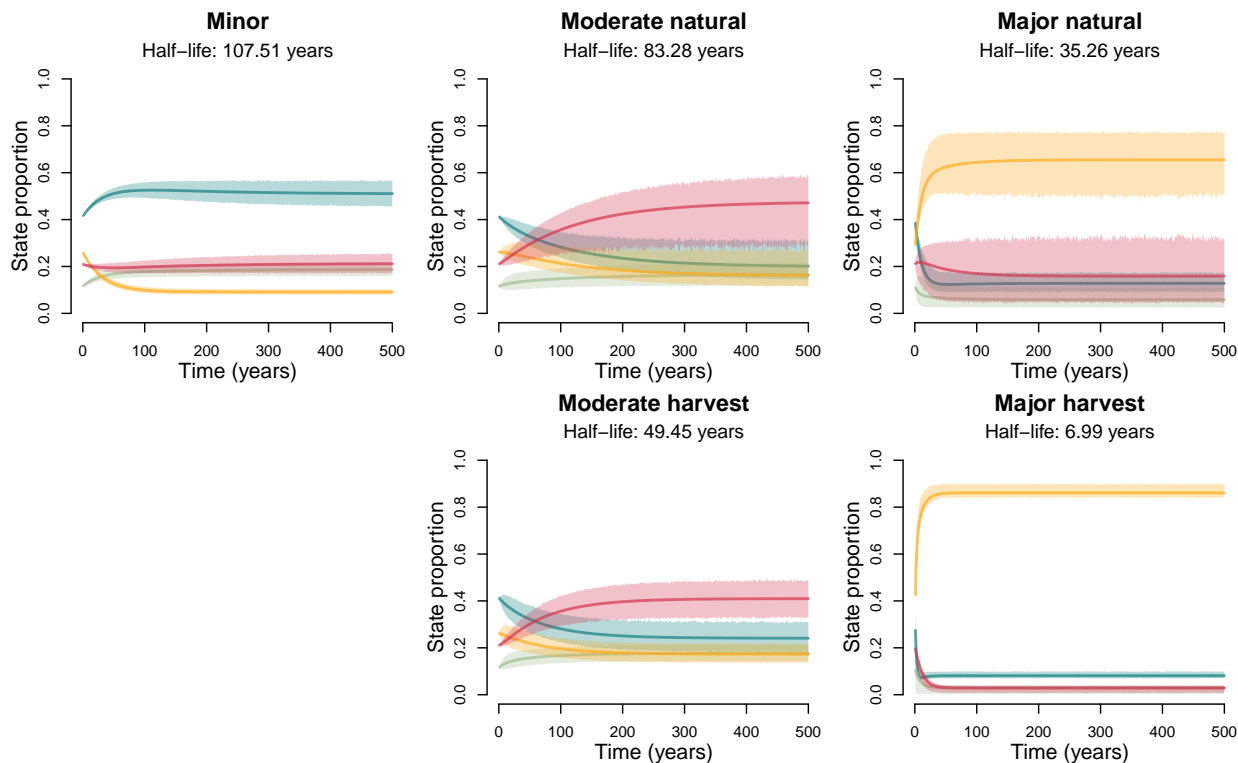 Minor
Half−life: 107.51 years
State proportion
0.0 0.2 0.4 0.6 0.8 1.0
0 100 200 300 400 500
Time (years)
Moderate natural
Half−life: 83.28 years
State proportion
0.0 0.2 0.4 0.6 0.8 1.0
0 100 200 300 400 500
Time (years)
Major natural
Half−life: 35.26 years
State proportion
0.0 0.2 0.4 0.6 0.8 1.0
0 100 200 300 400 500
Time (years)
Moderate harvest
Half−life: 49.45 years
State proportion
0.0 0.2 0.4 0.6 0.8 1.0
0 100 200 300 400 500
Time (years)
Major harvest
Half−life: 6.99 years
State proportion
0.0 0.2 0.4 0.6 0.8 1.0
0 100 200 300 400 500
Time (years)